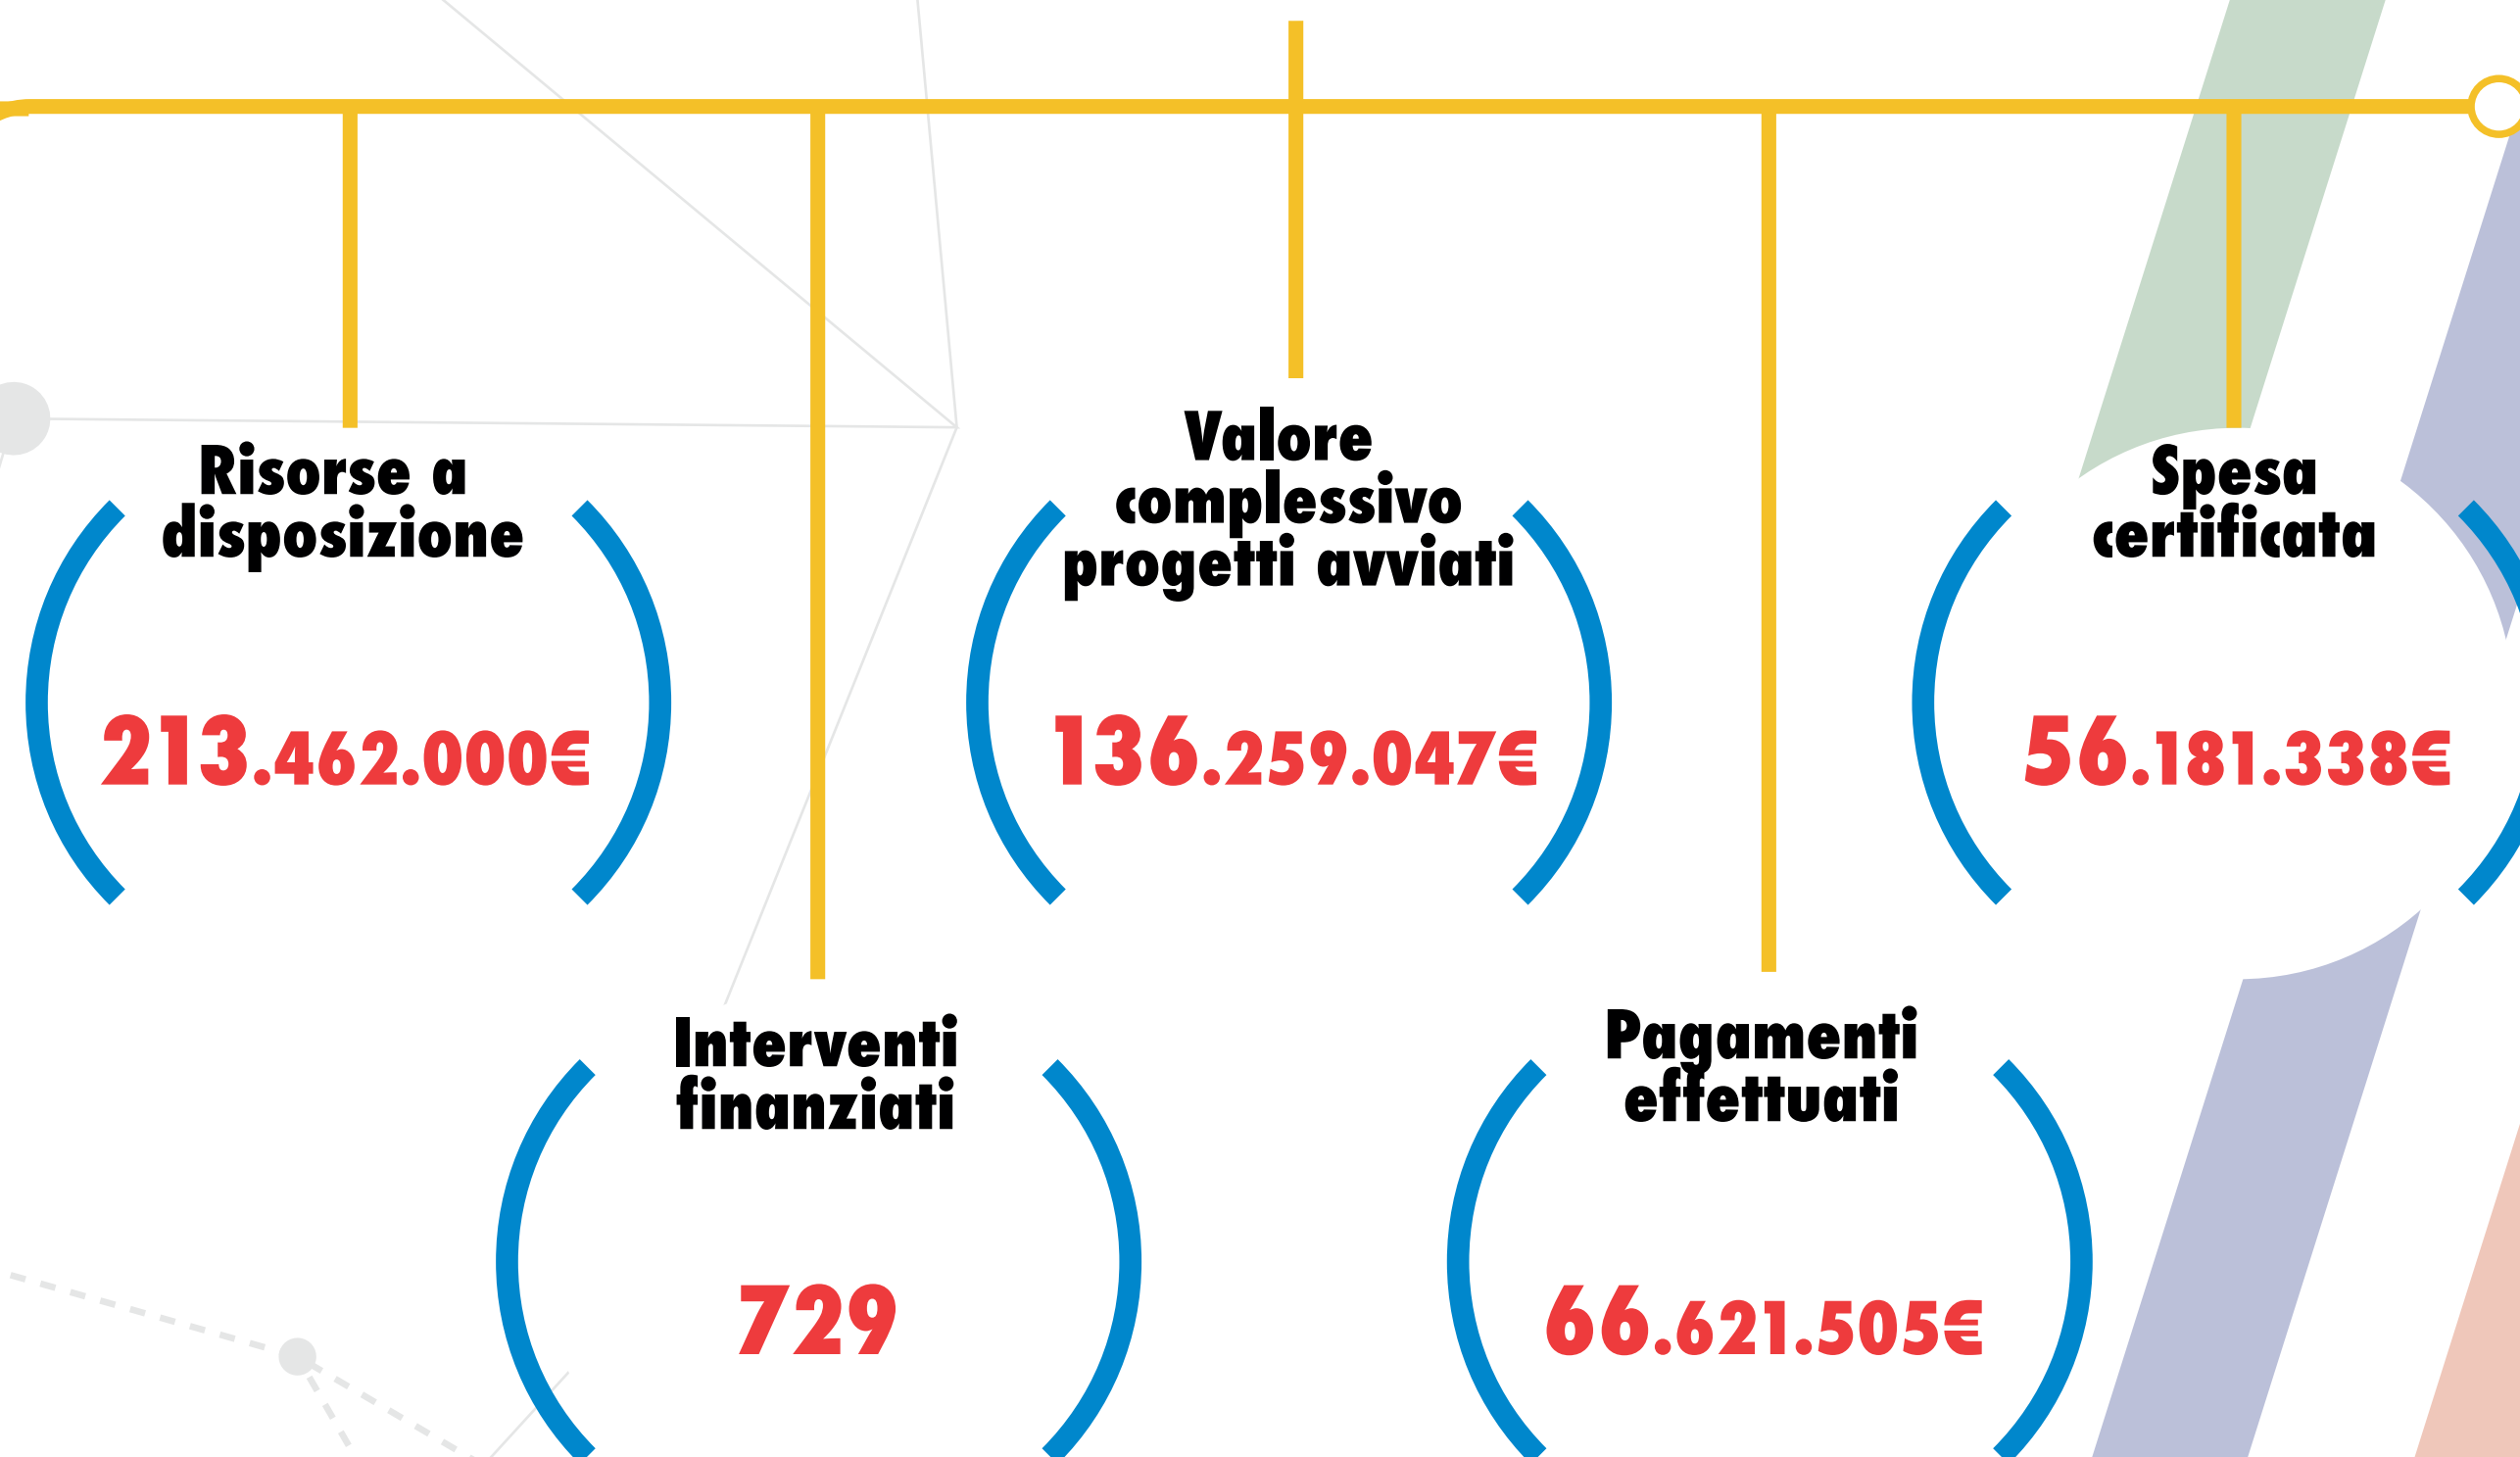 Risorse a
disposizione
213.462.000€
Interventi
finanziati
729
Valore
complessivo
progetti avviati
136.259.047€
Pagamenti
effettuati
66.621.505€
Spesa
certificata
56.181.338€